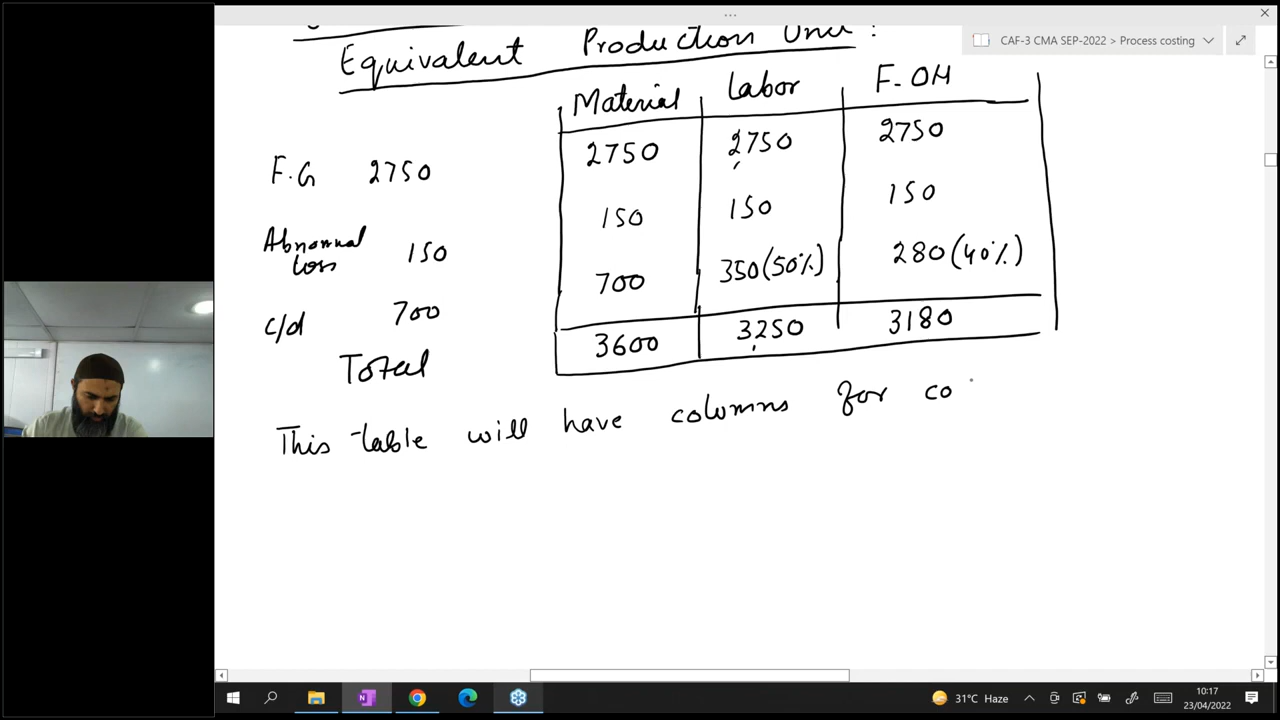 CAF-3 CMA SEP-2022 > Process costing
Equivalent Production Unit :
Material Labor F-OH
F.G 2750 2750 2750 2750
Abnormal loss 150 150 150 150
c/d 700 700 350 (50%) 280 (40%)
Total 3600 3250 3180
This table will have columns for co
31°C Haze
10:17
23/04/2022